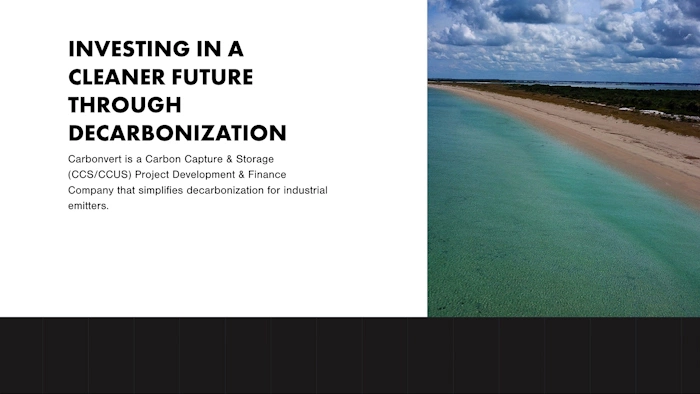 INVESTING IN A
CLEANER FUTURE
THROUGH
DECARBONIZATION
Carbonvert is a Carbon Capture & Storage
(CCS/CCUS) Project Development & Finance
Company that simplifies decarbonization for industrial
emitters.